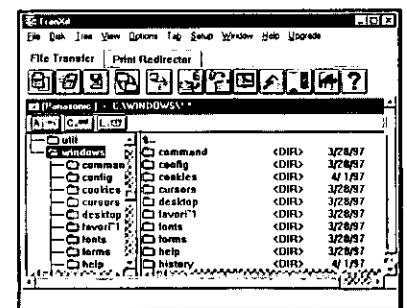 TranXit
File Disk Tree View Options Tag Setup Window Help Upgrade
File Transfer Print Redirector
[Panasonic] - C:\WINDOWS\*.*
A: C: L:
util
windows
comman
config
cookies
cursors
desktop
favori~1
fonts
forms
help
command <DIR> 3/28/97
config <DIR> 3/28/97
cookies <DIR> 4/ 1/97
cursors <DIR> 3/28/97
desktop <DIR> 3/28/97
favori~1 <DIR> 3/28/97
fonts <DIR> 3/28/97
forms <DIR> 3/28/97
help <DIR> 3/28/97
history <DIR> 4/ 1/97